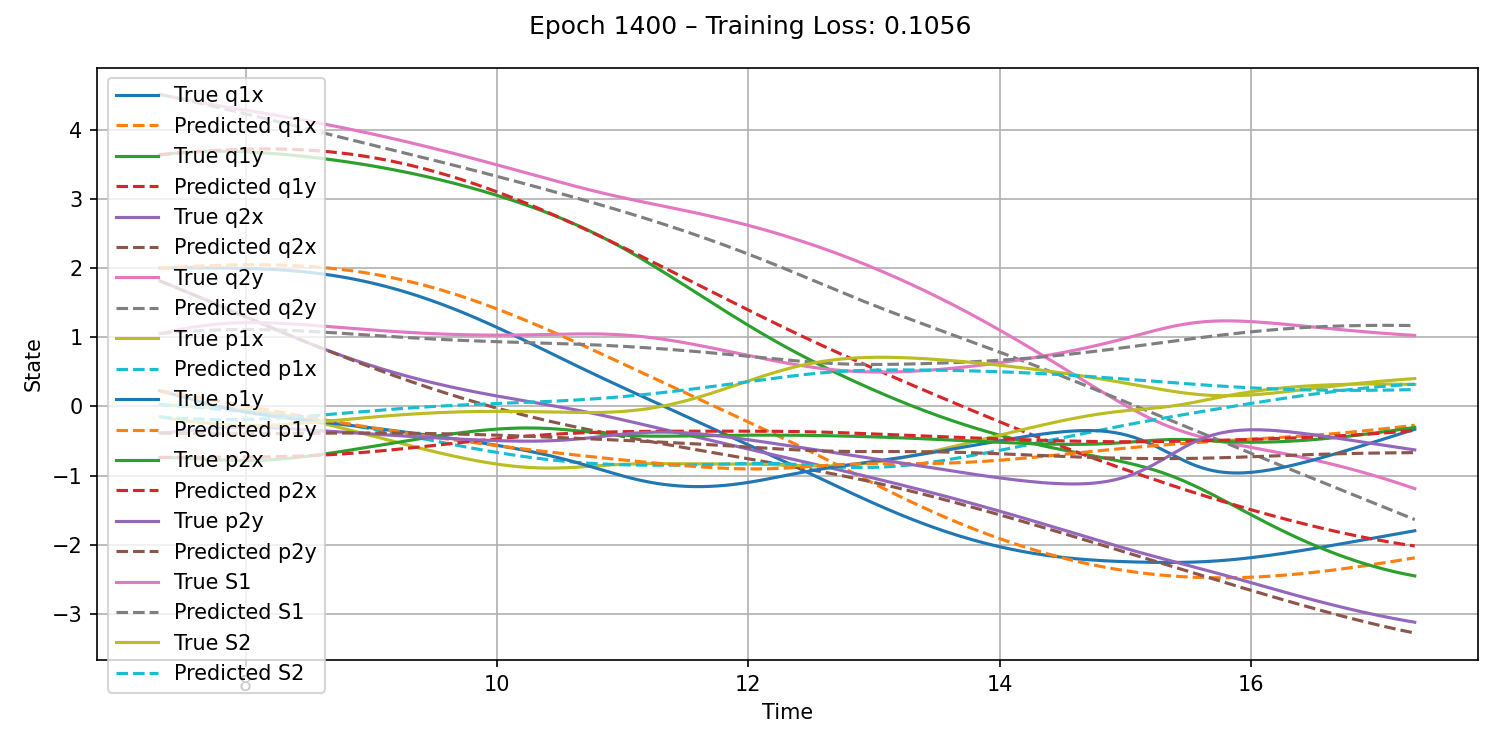 Epoch 1400 – Training Loss: 0.1056
State
4
3
2
1
0
−1
−2
−3
True q1x
Predicted q1x
True q1y
Predicted q1y
True q2x
Predicted q2x
True q2y
Predicted q2y
True p1x
Predicted p1x
True p1y
Predicted p1y
True p2x
Predicted p2x
True p2y
Predicted p2y
True S1
Predicted S1
True S2
Predicted S2
8 10 12 14 16
Time